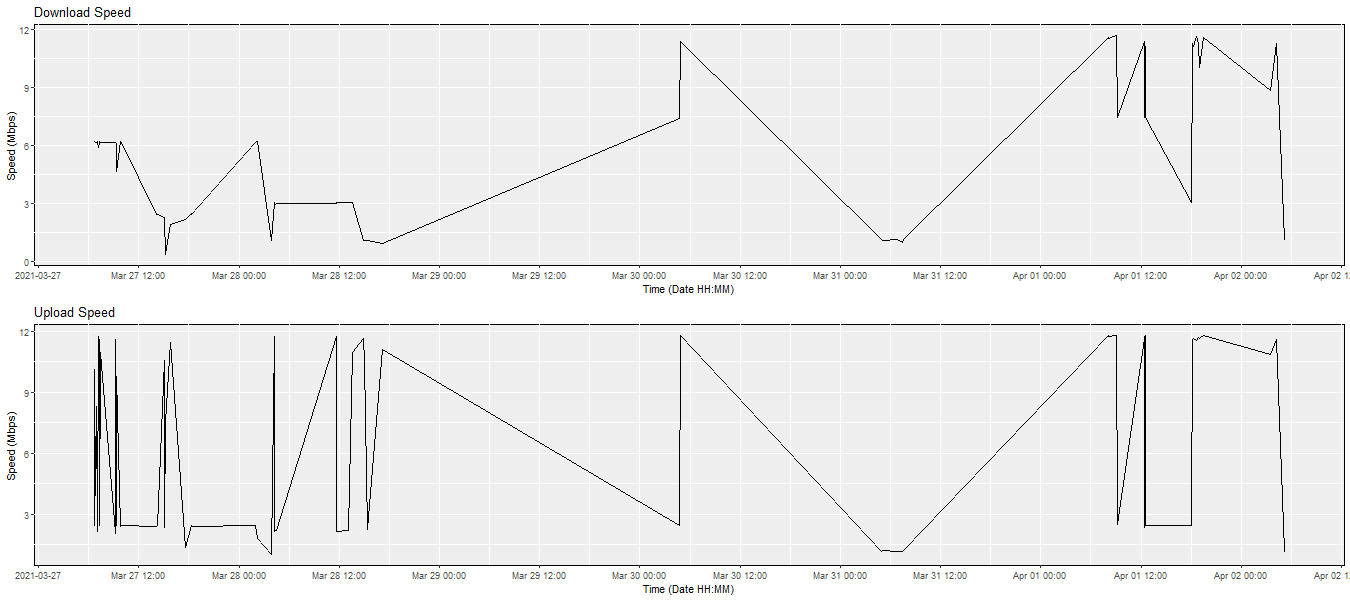 Download Speed
12
9
6
3
0
Speed (Mbps)
2021-03-27
Mar 27 12:00
Mar 28 00:00
Mar 28 12:00
Mar 29 00:00
Mar 29 12:00
Mar 30 00:00
Mar 30 12:00
Mar 31 00:00
Mar 31 12:00
Apr 01 00:00
Apr 01 12:00
Apr 02 00:00
Apr 02 1
Time (Date HH:MM)
Upload Speed
12
9
6
3
Speed (Mbps)
2021-03-27
Mar 27 12:00
Mar 28 00:00
Mar 28 12:00
Mar 29 00:00
Mar 29 12:00
Mar 30 00:00
Mar 30 12:00
Mar 31 00:00
Mar 31 12:00
Apr 01 00:00
Apr 01 12:00
Apr 02 00:00
Apr 02 1
Time (Date HH:MM)